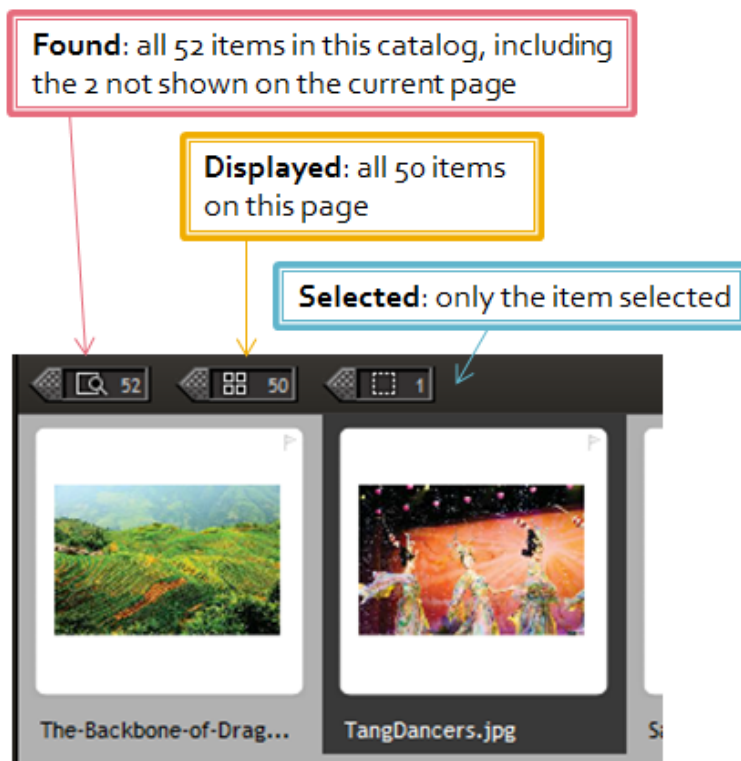 Found: all 52 items in this catalog, including
the 2 not shown on the current page
Displayed: all 50 items
on this page
Selected: only the item selected
52 50 1
The-Backbone-of-Drag... TangDancers.jpg